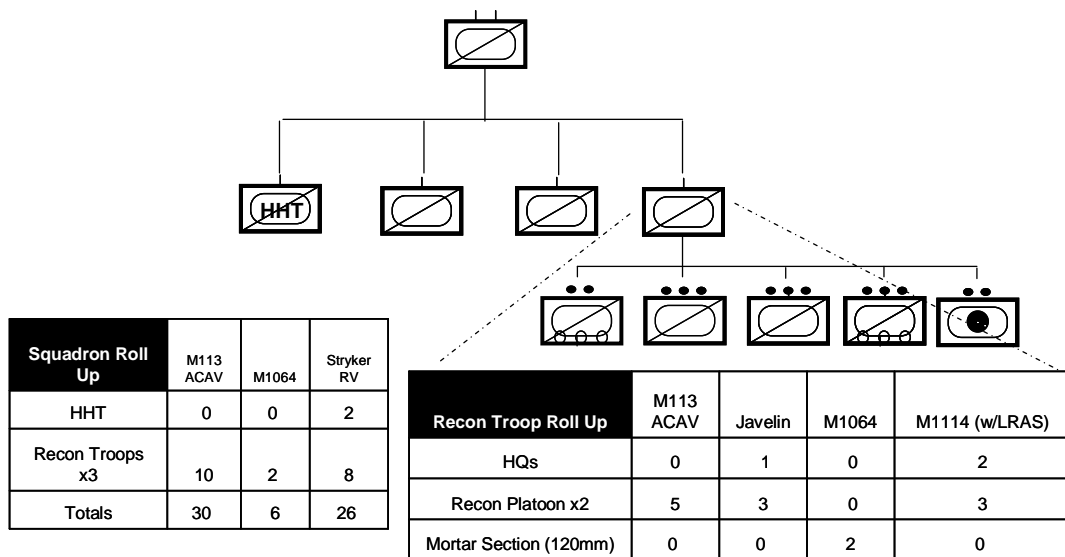 HHT
Squadron Roll Up
M113 ACAV
M1064
Stryker RV
HHT
0
0
2
Recon Troops x3
10
2
8
Totals
30
6
26
Recon Troop Roll Up
M113 ACAV
Javelin
M1064
M1114 (w/LRAS)
HQs
0
1
0
2
Recon Platoon x2
5
3
0
3
Mortar Section (120mm)
0
0
2
0